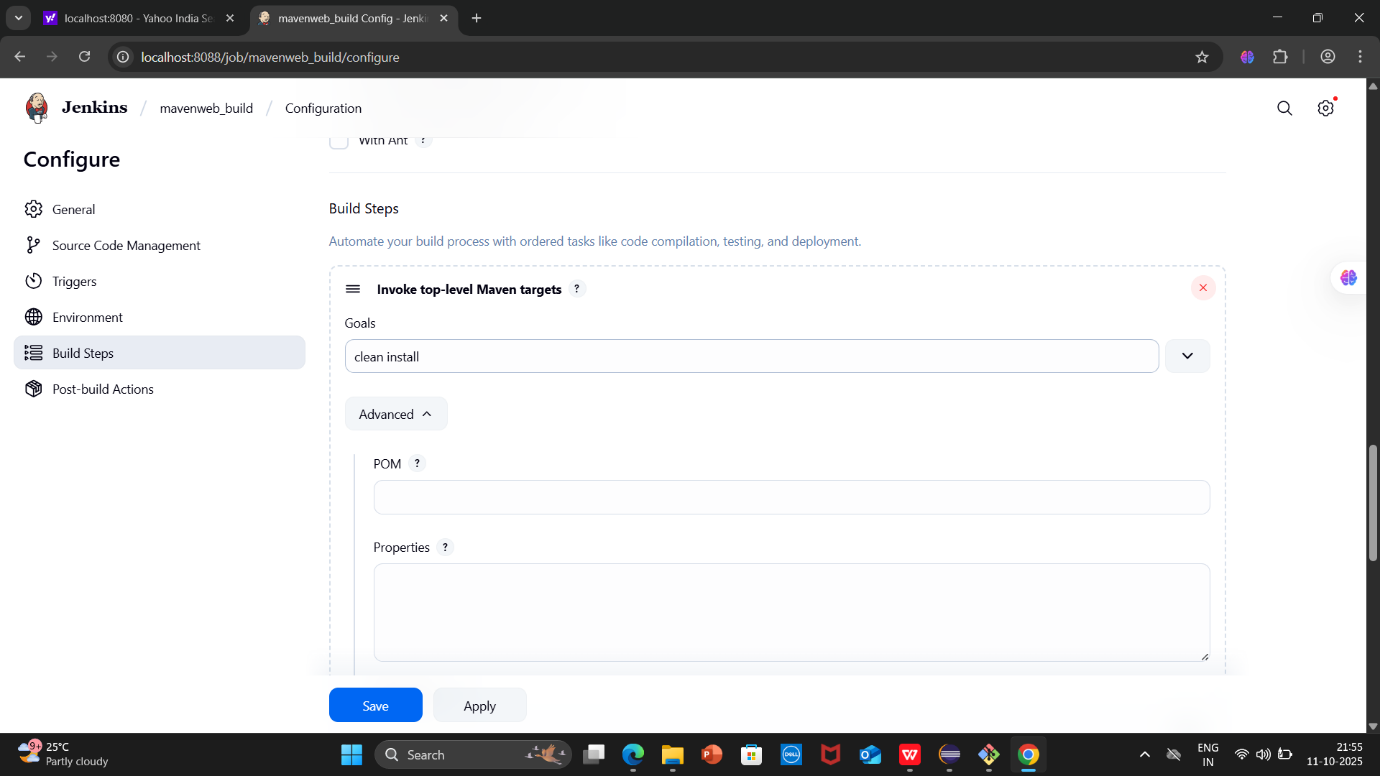 localhost:8080 - Yahoo India Se
mavenweb_build Config - Jenki
localhost:8088/job/mavenweb_build/configure
Jenkins / mavenweb_build / Configuration
Configure
General
Source Code Management
Triggers
Environment
Build Steps
Post-build Actions
With Ant ?
Build Steps
Automate your build process with ordered tasks like code compilation, testing, and deployment.
Invoke top-level Maven targets ?
Goals
clean install
Advanced
POM ?
Properties ?
Save
Apply
9+
25°C
Partly cloudy
Search
DELL
ENG
IN
21:55
11-10-2025